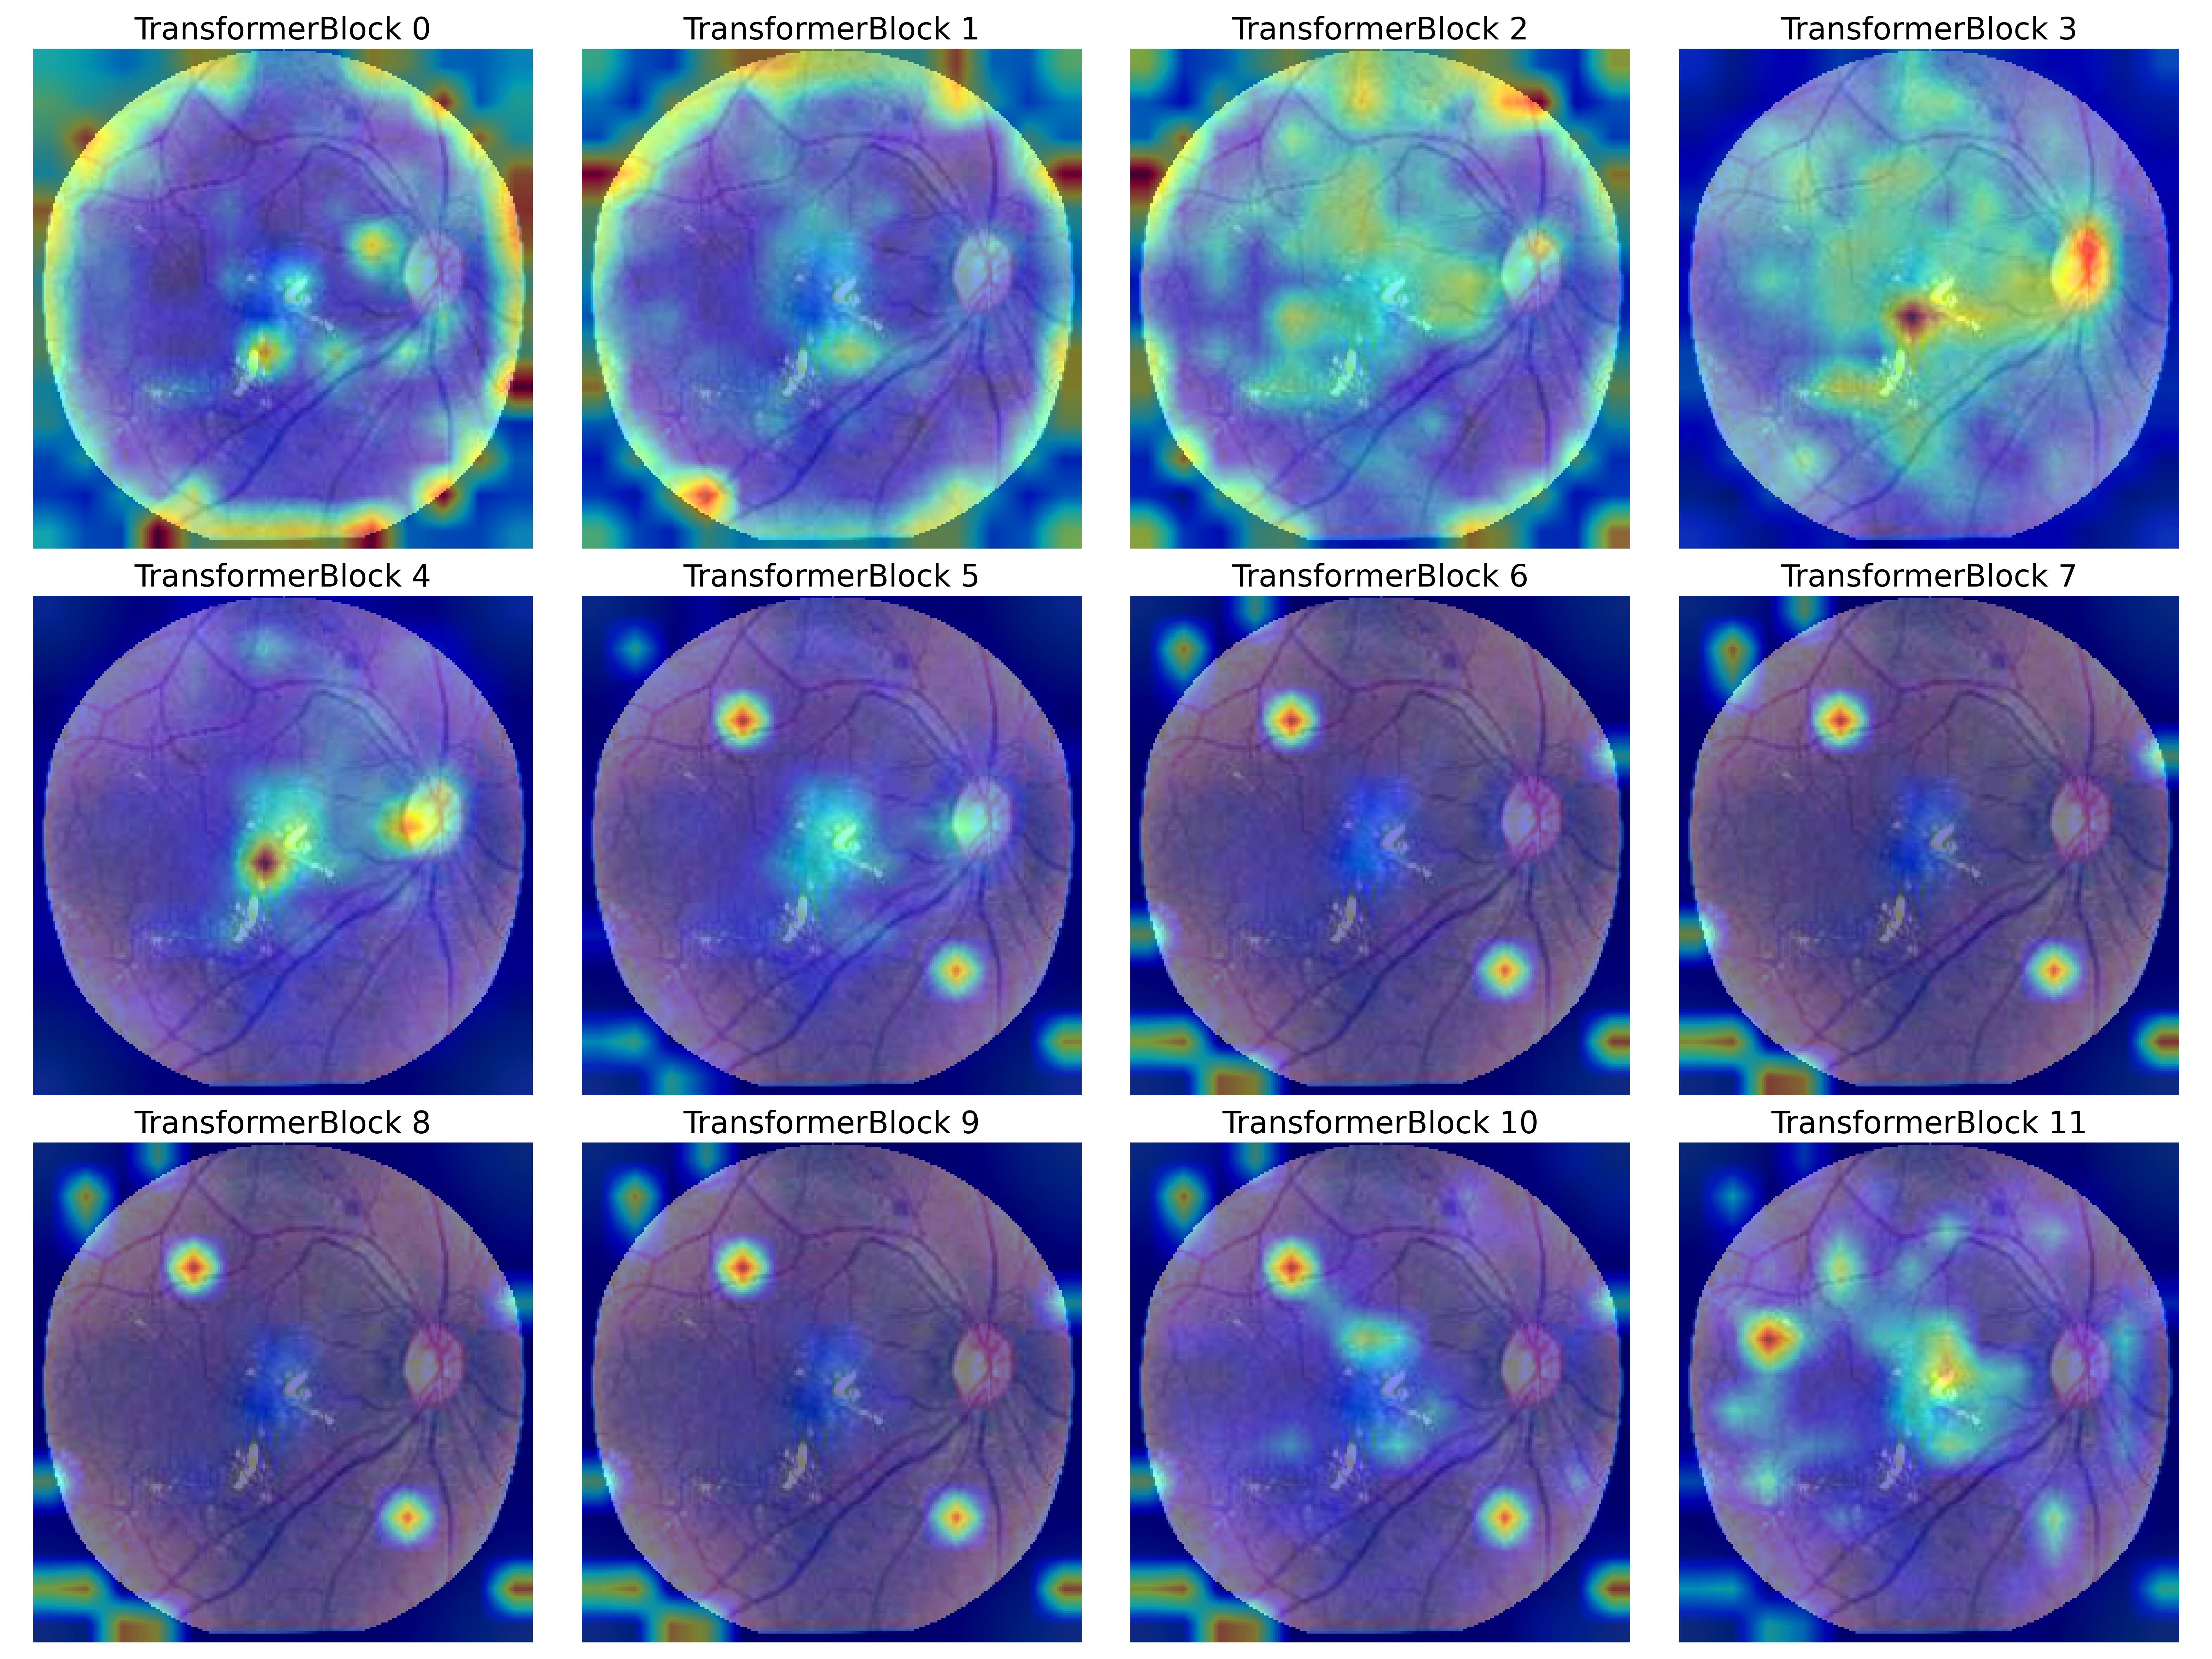 TransformerBlock 0
TransformerBlock 1
TransformerBlock 2
TransformerBlock 3
TransformerBlock 4
TransformerBlock 5
TransformerBlock 6
TransformerBlock 7
TransformerBlock 8
TransformerBlock 9
TransformerBlock 10
TransformerBlock 11